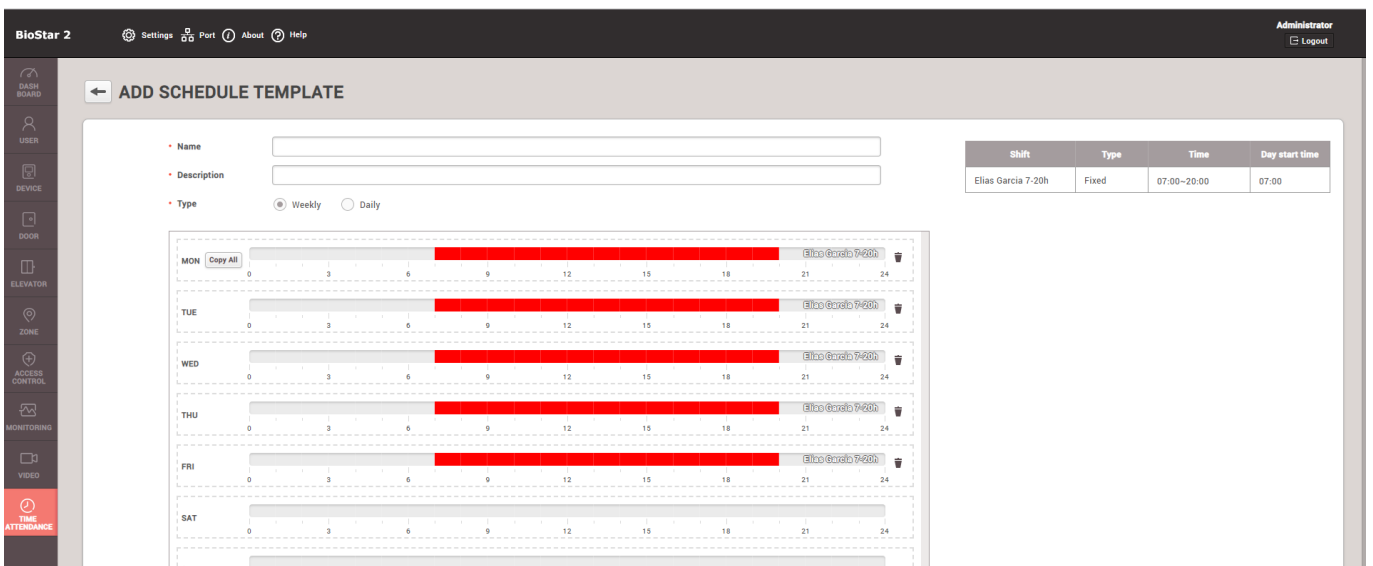 BioStar 2 Settings Port About Help
Administrator
Logout
DASH
BOARD
USER
DEVICE
DOOR
ELEVATOR
ZONE
ACCESS
CONTROL
MONITORING
VIDEO
TIME
ATTENDANCE
ADD SCHEDULE TEMPLATE
* Name
* Description
* Type Weekly Daily
MON Copy All Elias Garcia 7-20h
0 3 6 9 12 15 18 21 24
TUE Elias Garcia 7-20h
0 3 6 9 12 15 18 21 24
WED Elias Garcia 7-20h
0 3 6 9 12 15 18 21 24
THU Elias Garcia 7-20h
0 3 6 9 12 15 18 21 24
FRI Elias Garcia 7-20h
0 3 6 9 12 15 18 21 24
SAT
0 3 6 9 12 15 18 21 24
Shift Type Time Day start time
Elias Garcia 7-20h Fixed 07:00~20:00 07:00